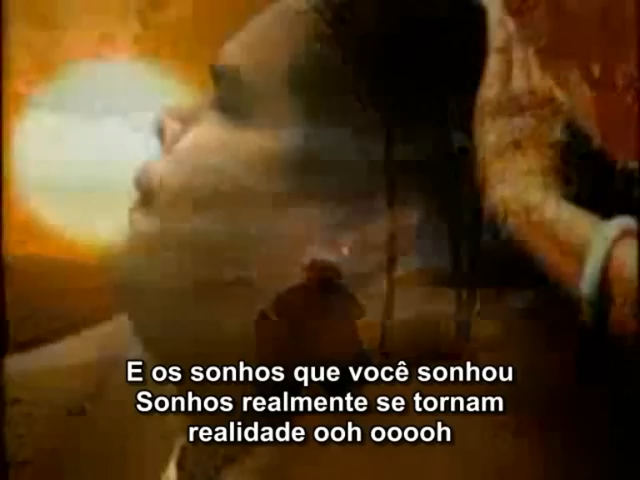 E os sonhos que você sonhou
Sonhos realmente se tornam
realidade ooh ooooh